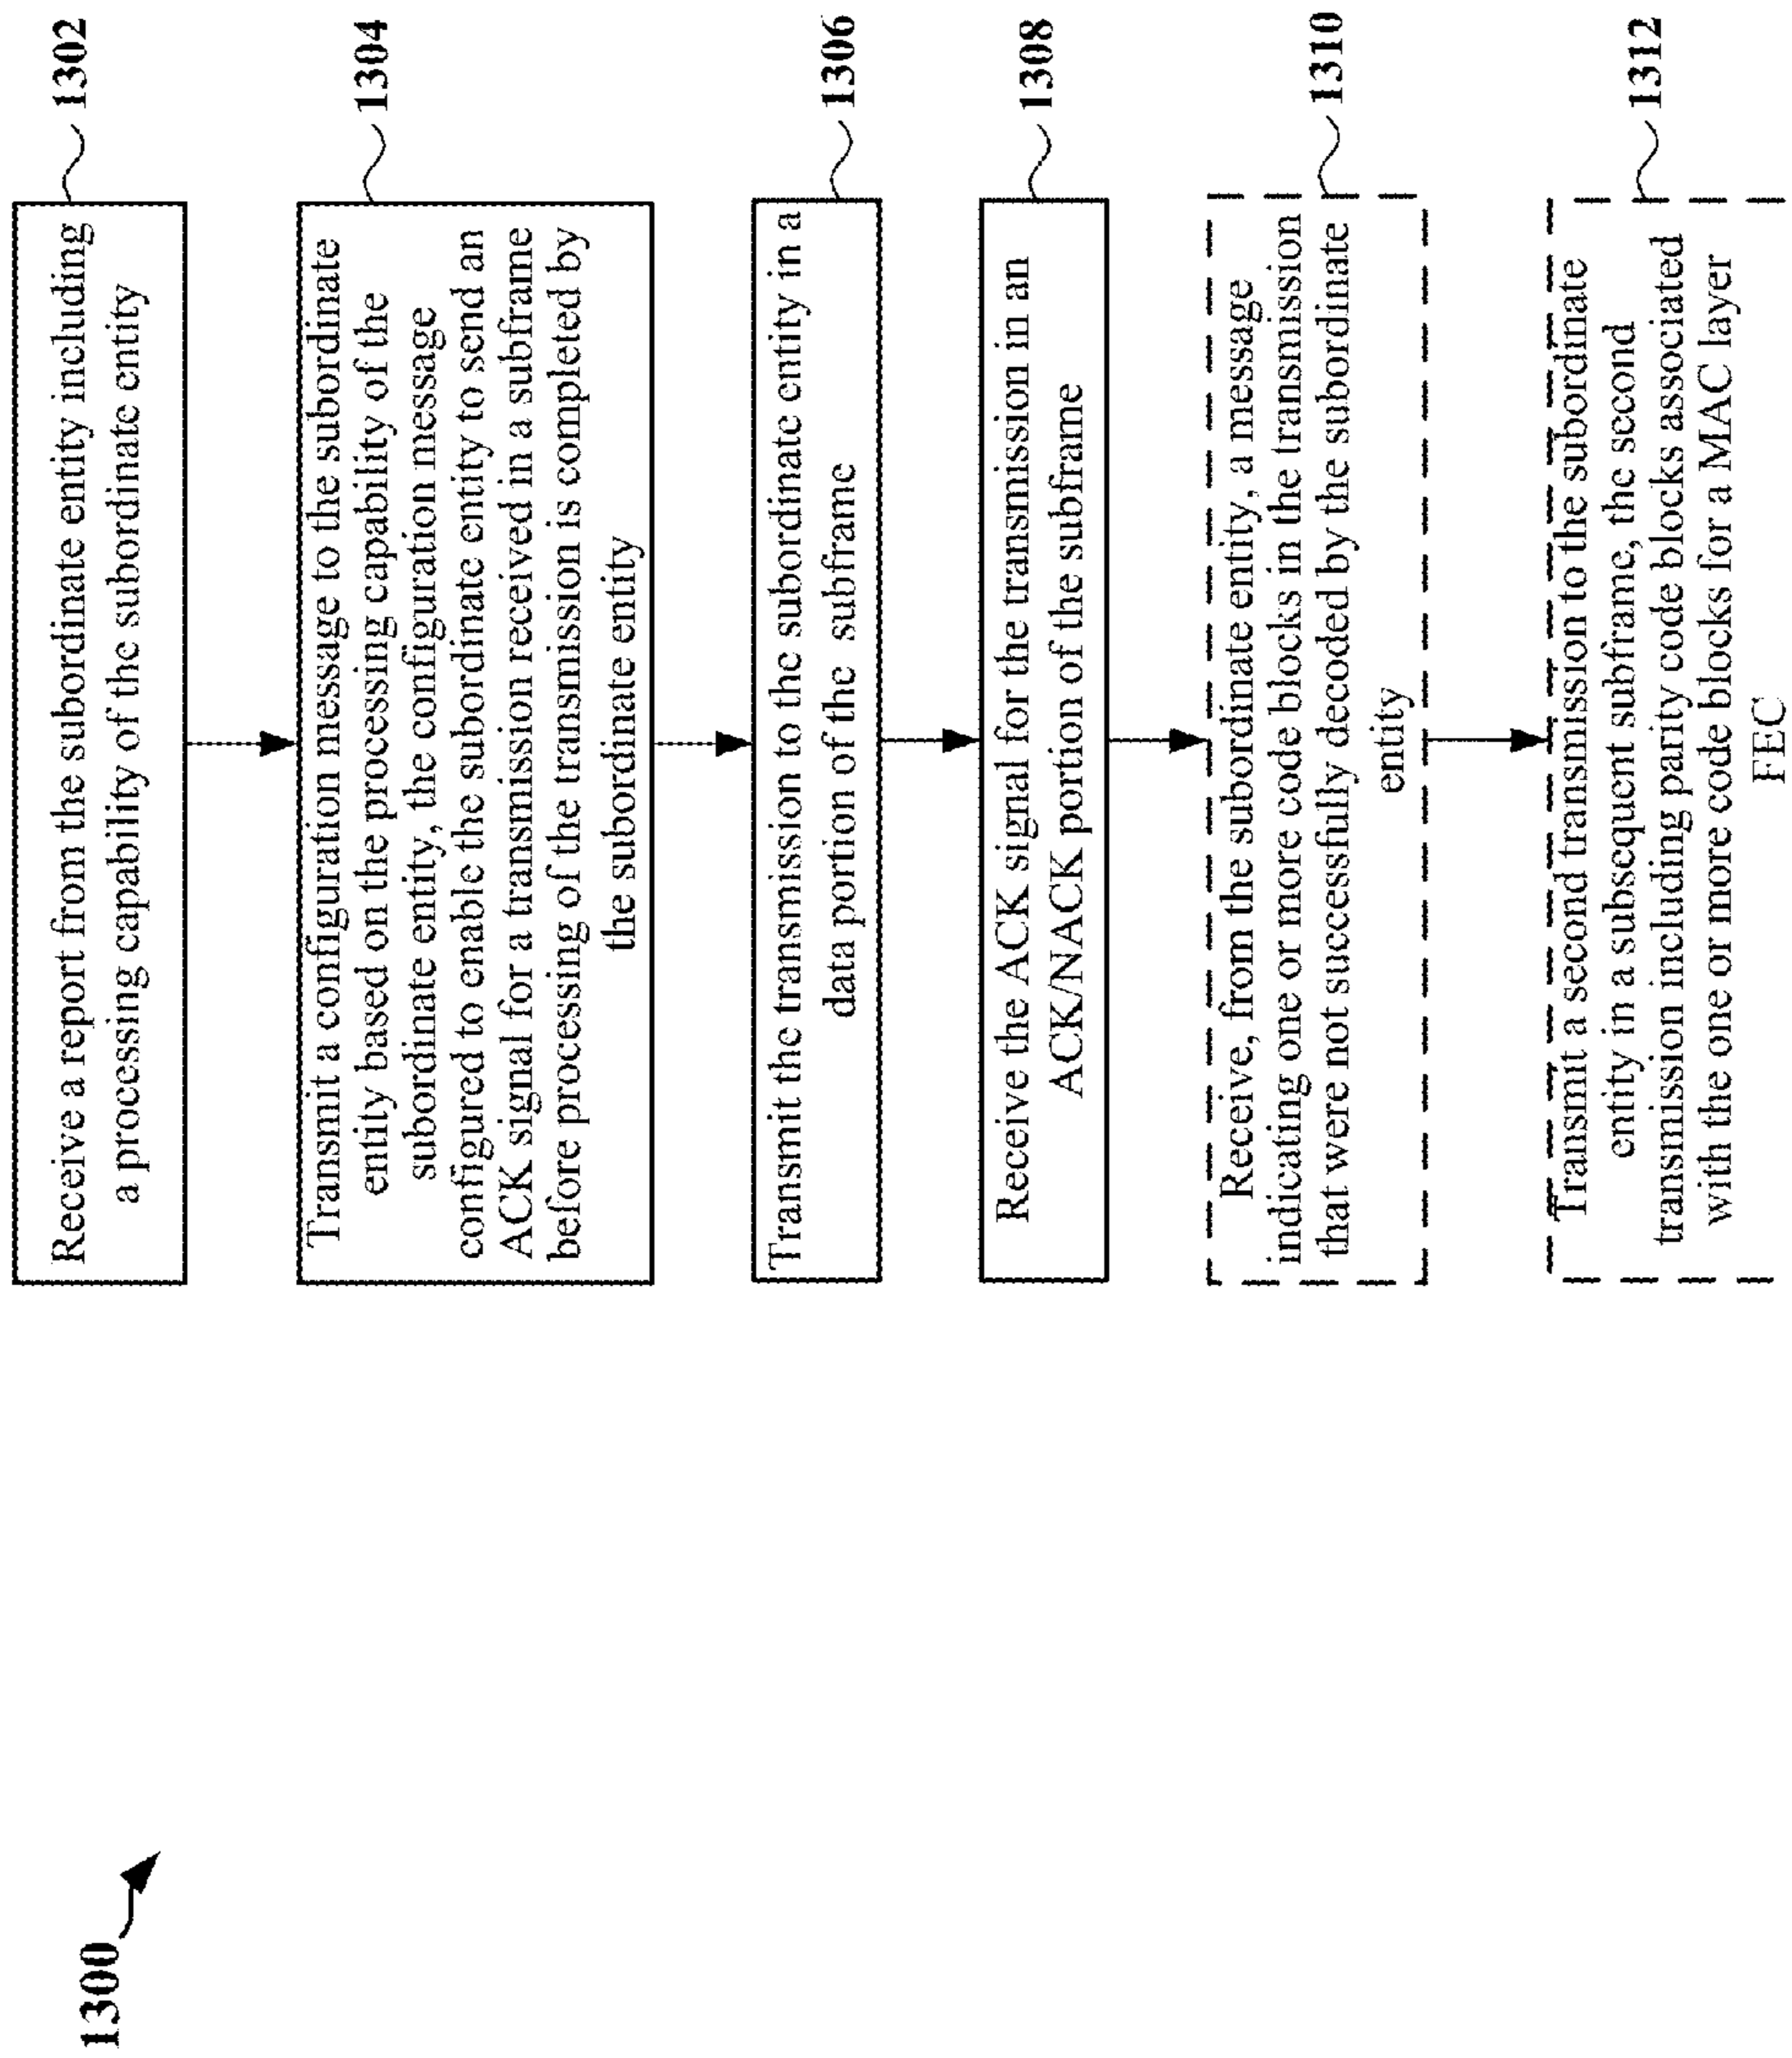 1300
Receive a report from the subordinate entity including
a processing capability of the subordinate entity
1302
Transmit a configuration message to the subordinate
entity based on the processing capability of the
subordinate entity, the configuration message
configured to enable the subordinate entity to send an
ACK signal for a transmission received in a subframe
before processing of the transmission is completed by
the subordinate entity
1304
Transmit the transmission to the subordinate entity in a
data portion of the subframe
1306
Receive the ACK signal for the transmission in an
ACK/NACK portion of the subframe
1308
Receive, from the subordinate entity, a message
indicating one or more code blocks in the transmission
that were not successfully decoded by the subordinate
entity
1310
Transmit a second transmission to the subordinate
entity in a subsequent subframe, the second
transmission including parity code blocks associated
with the one or more code blocks for a MAC layer
FEC
1312